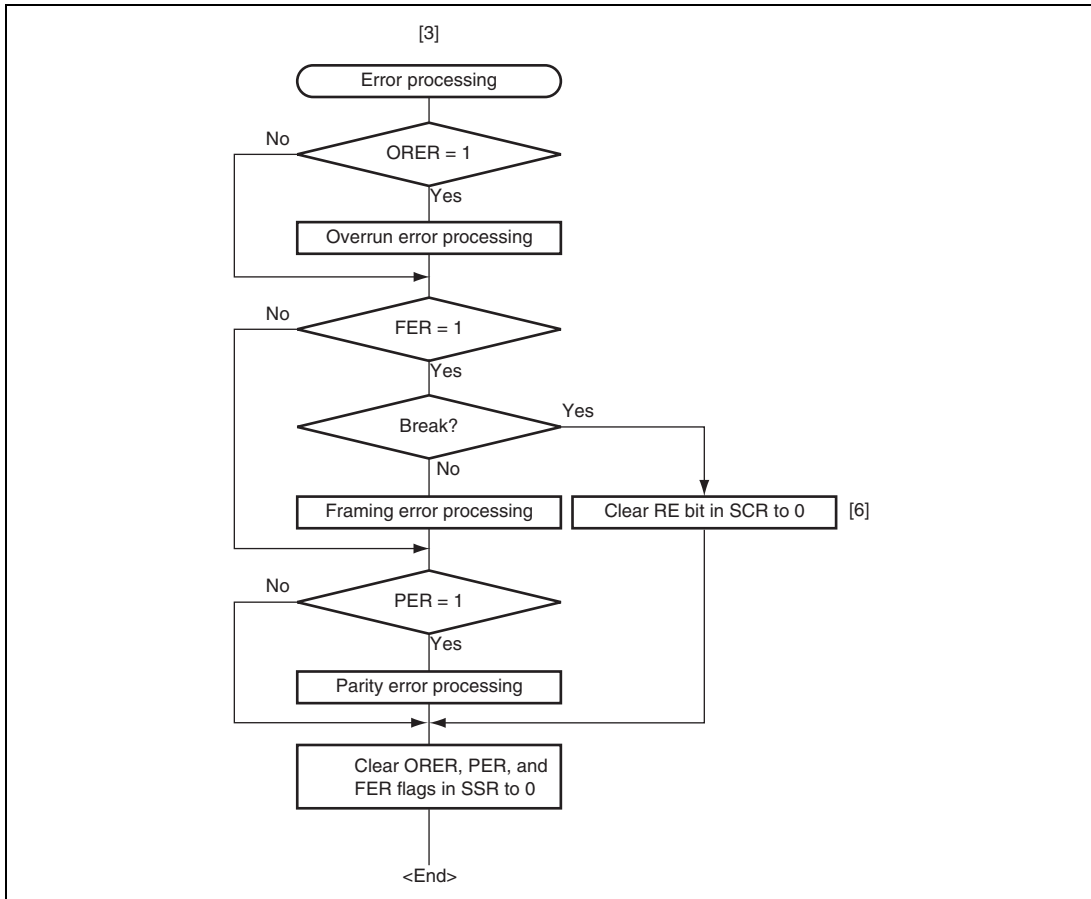 [3]
Error processing
No
ORER = 1
Yes
Overrun error processing
No
FER = 1
Yes
Break?
Yes
No
Framing error processing
Clear RE bit in SCR to 0
[6]
No
PER = 1
Yes
Parity error processing
Clear ORER, PER, and
FER flags in SSR to 0
<End>